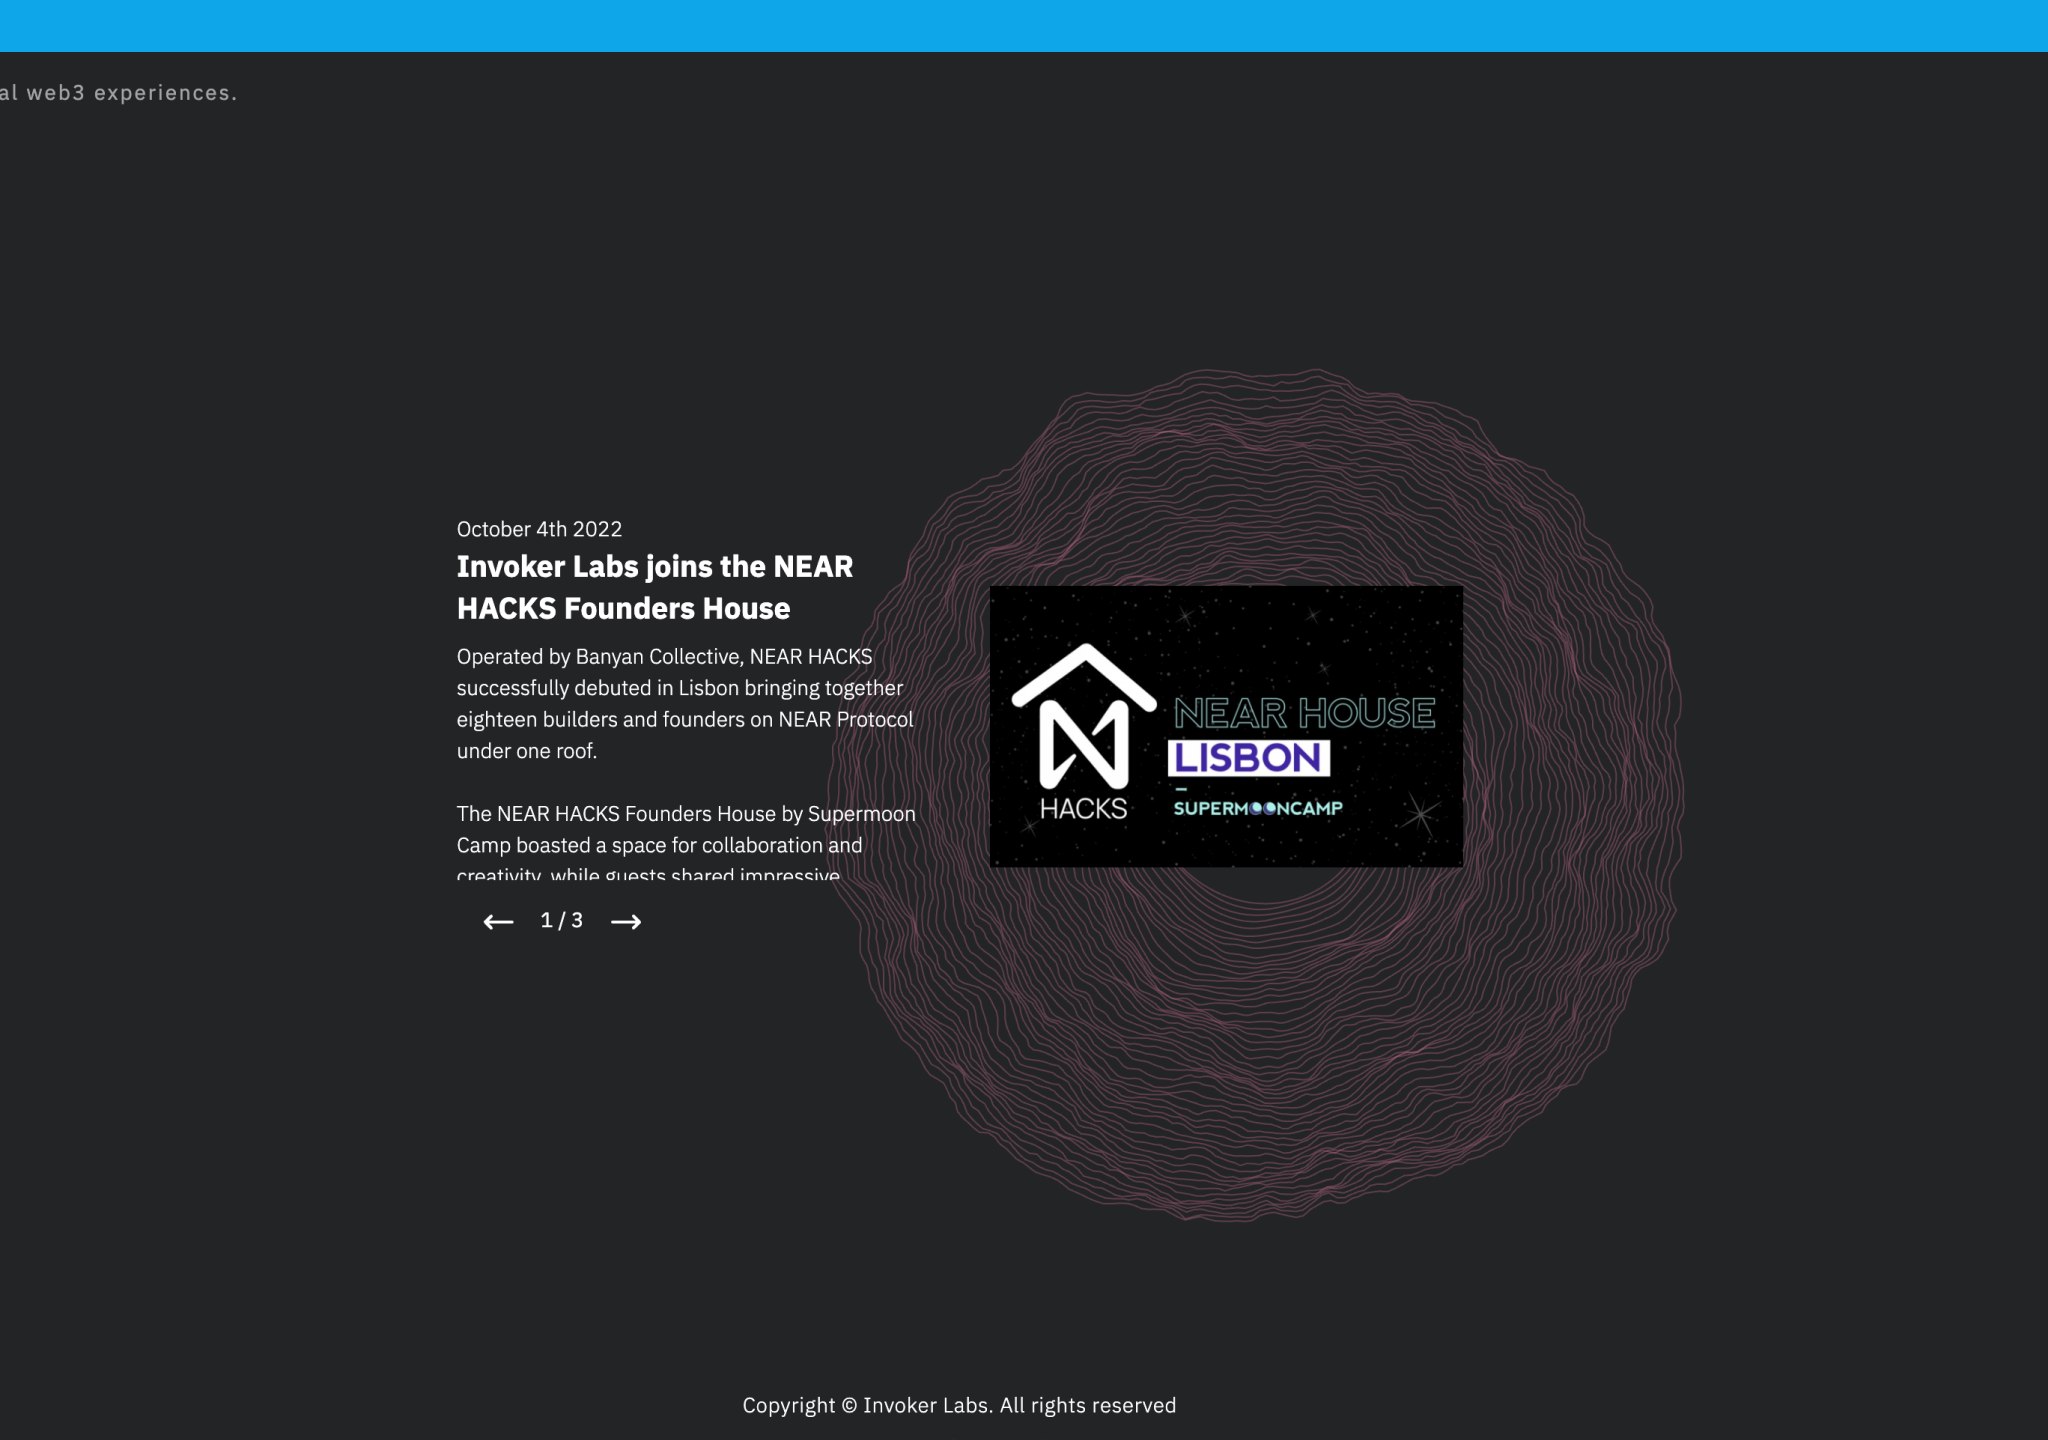 al web3 experiences.
October 4th 2022
Invoker Labs joins the NEAR
HACKS Founders House
Operated by Banyan Collective, NEAR HACKS
successfully debuted in Lisbon bringing together
eighteen builders and founders on NEAR Protocol
under one roof.
The NEAR HACKS Founders House by Supermoon
Camp boasted a space for collaboration and
creativity, while guests shared impressive
1 / 3
NEAR HOUSE
LISBON
SUPERMOONCAMP
HACKS
Copyright © Invoker Labs. All rights reserved